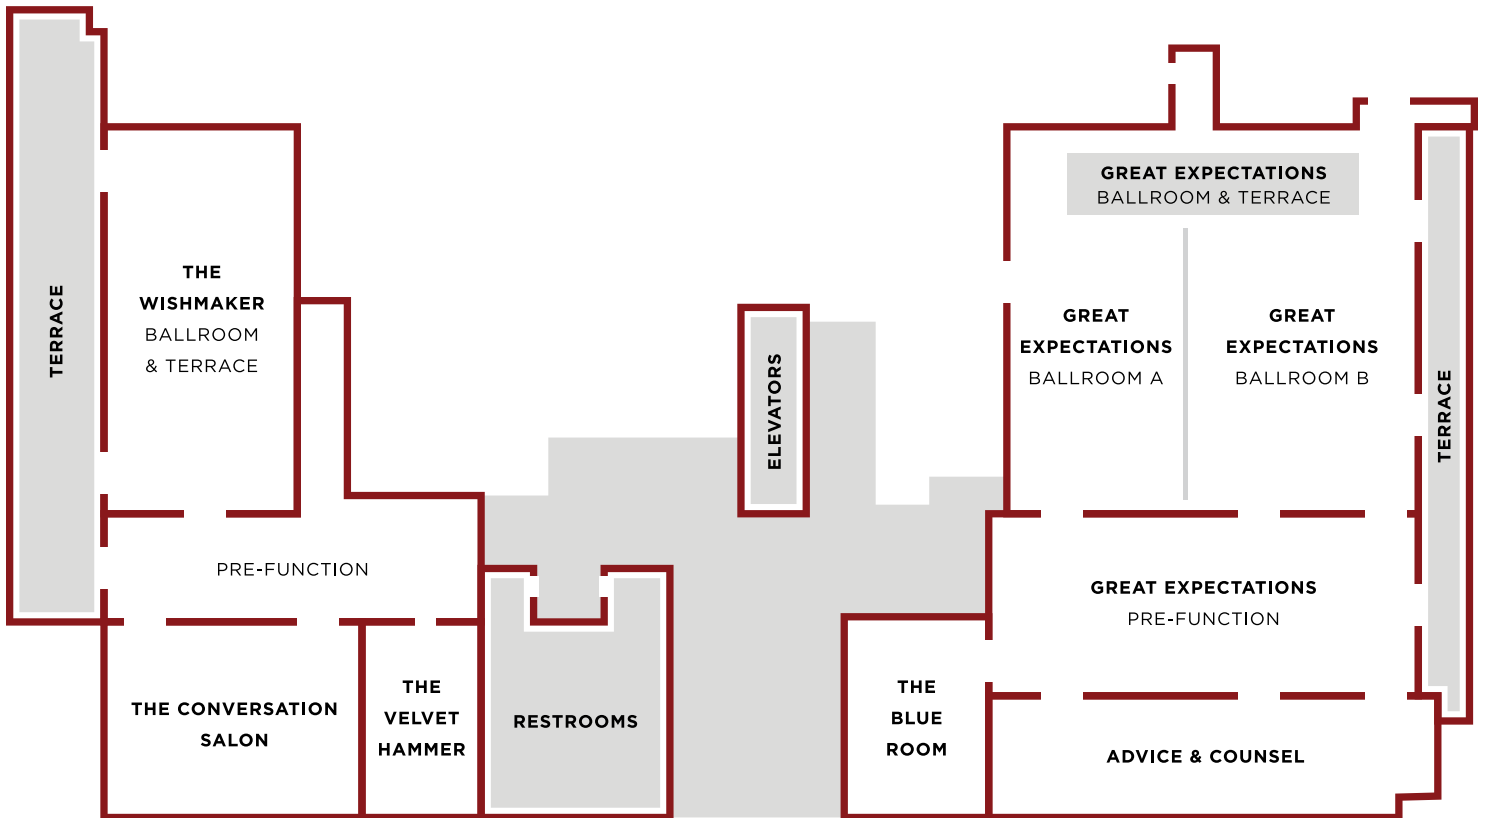 TERRACE
THE
WISHMAKER
BALLROOM
& TERRACE
PRE-FUNCTION
THE CONVERSATION
SALON
THE
VELVET
HAMMER
RESTROOMS
ELEVATORS
GREAT EXPECTATIONS
BALLROOM & TERRACE
GREAT
EXPECTATIONS
BALLROOM A
GREAT
EXPECTATIONS
BALLROOM B
TERRACE
GREAT EXPECTATIONS
PRE-FUNCTION
THE
BLUE
ROOM
ADVICE & COUNSEL